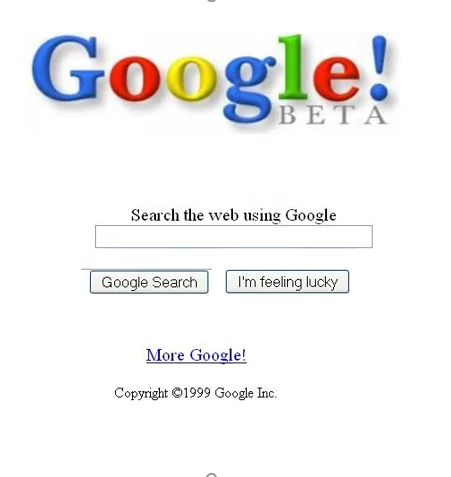 Google!
BETA
Search the web using Google
Google Search
I'm feeling lucky
More Google!
Copyright ©1999 Google Inc.